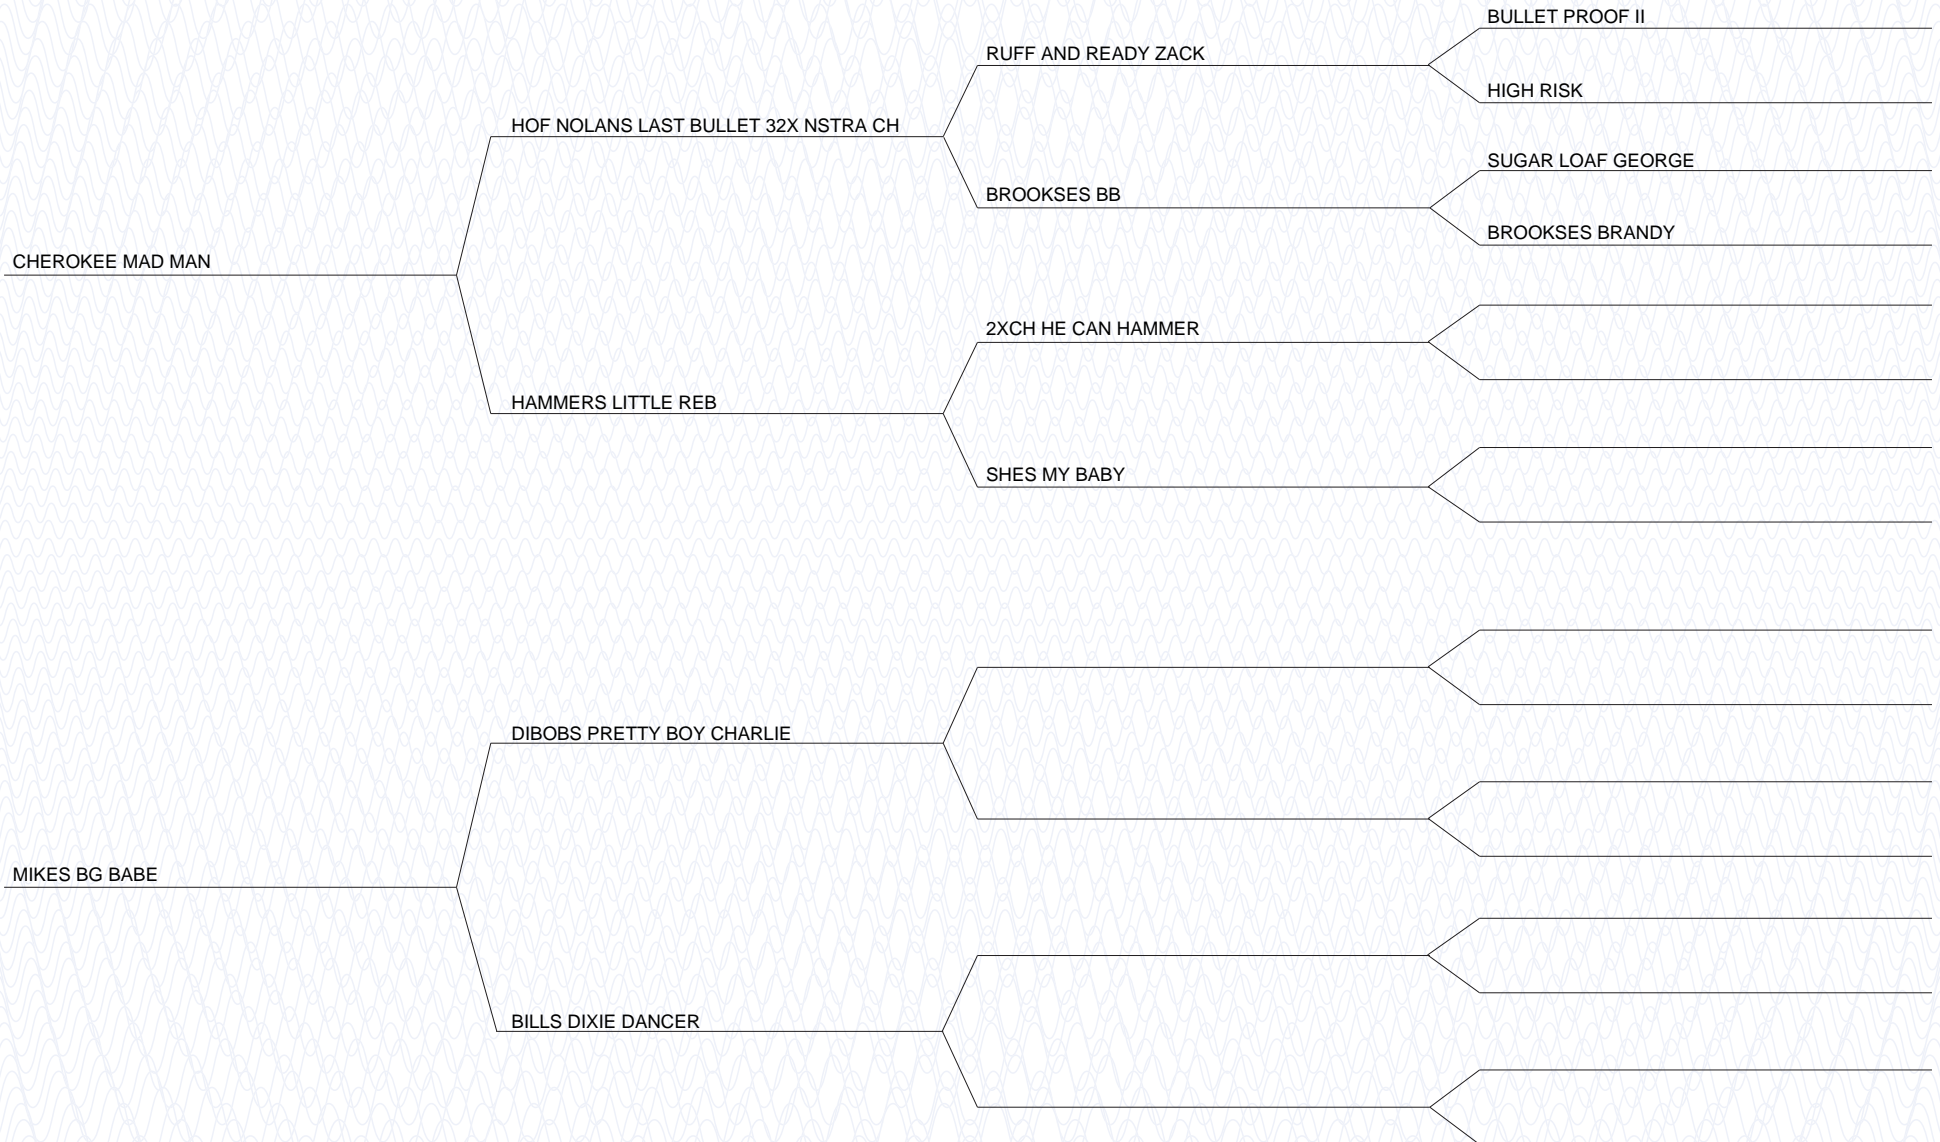 BULLET PROOF II
RUFF AND READY ZACK
HIGH RISK
HOF NOLANS LAST BULLET 32X NSTRA CH
SUGAR LOAF GEORGE
BROOKSES BB
BROOKSES BRANDY
CHEROKEE MAD MAN
2XCH HE CAN HAMMER
HAMMERS LITTLE REB
SHES MY BABY
DIBOBS PRETTY BOY CHARLIE
MIKES BG BABE
BILLS DIXIE DANCER